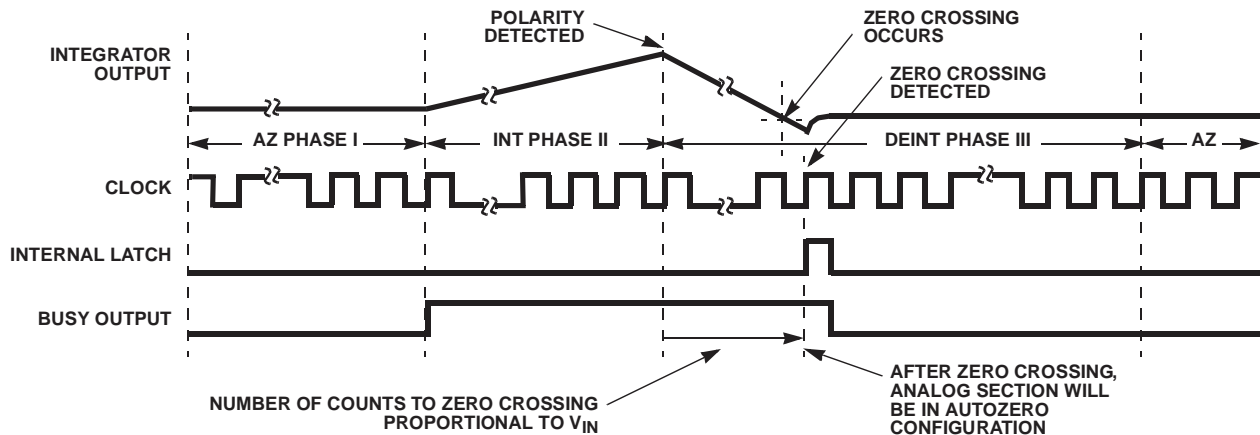 POLARITY
DETECTED
ZERO CROSSING
OCCURS
INTEGRATOR
OUTPUT
ZERO CROSSING
DETECTED
AZ PHASE I
INT PHASE II
DEINT PHASE III
AZ
CLOCK
INTERNAL LATCH
BUSY OUTPUT
NUMBER OF COUNTS TO ZERO CROSSING
PROPORTIONAL TO VIN
AFTER ZERO CROSSING,
ANALOG SECTION WILL
BE IN AUTOZERO
CONFIGURATION